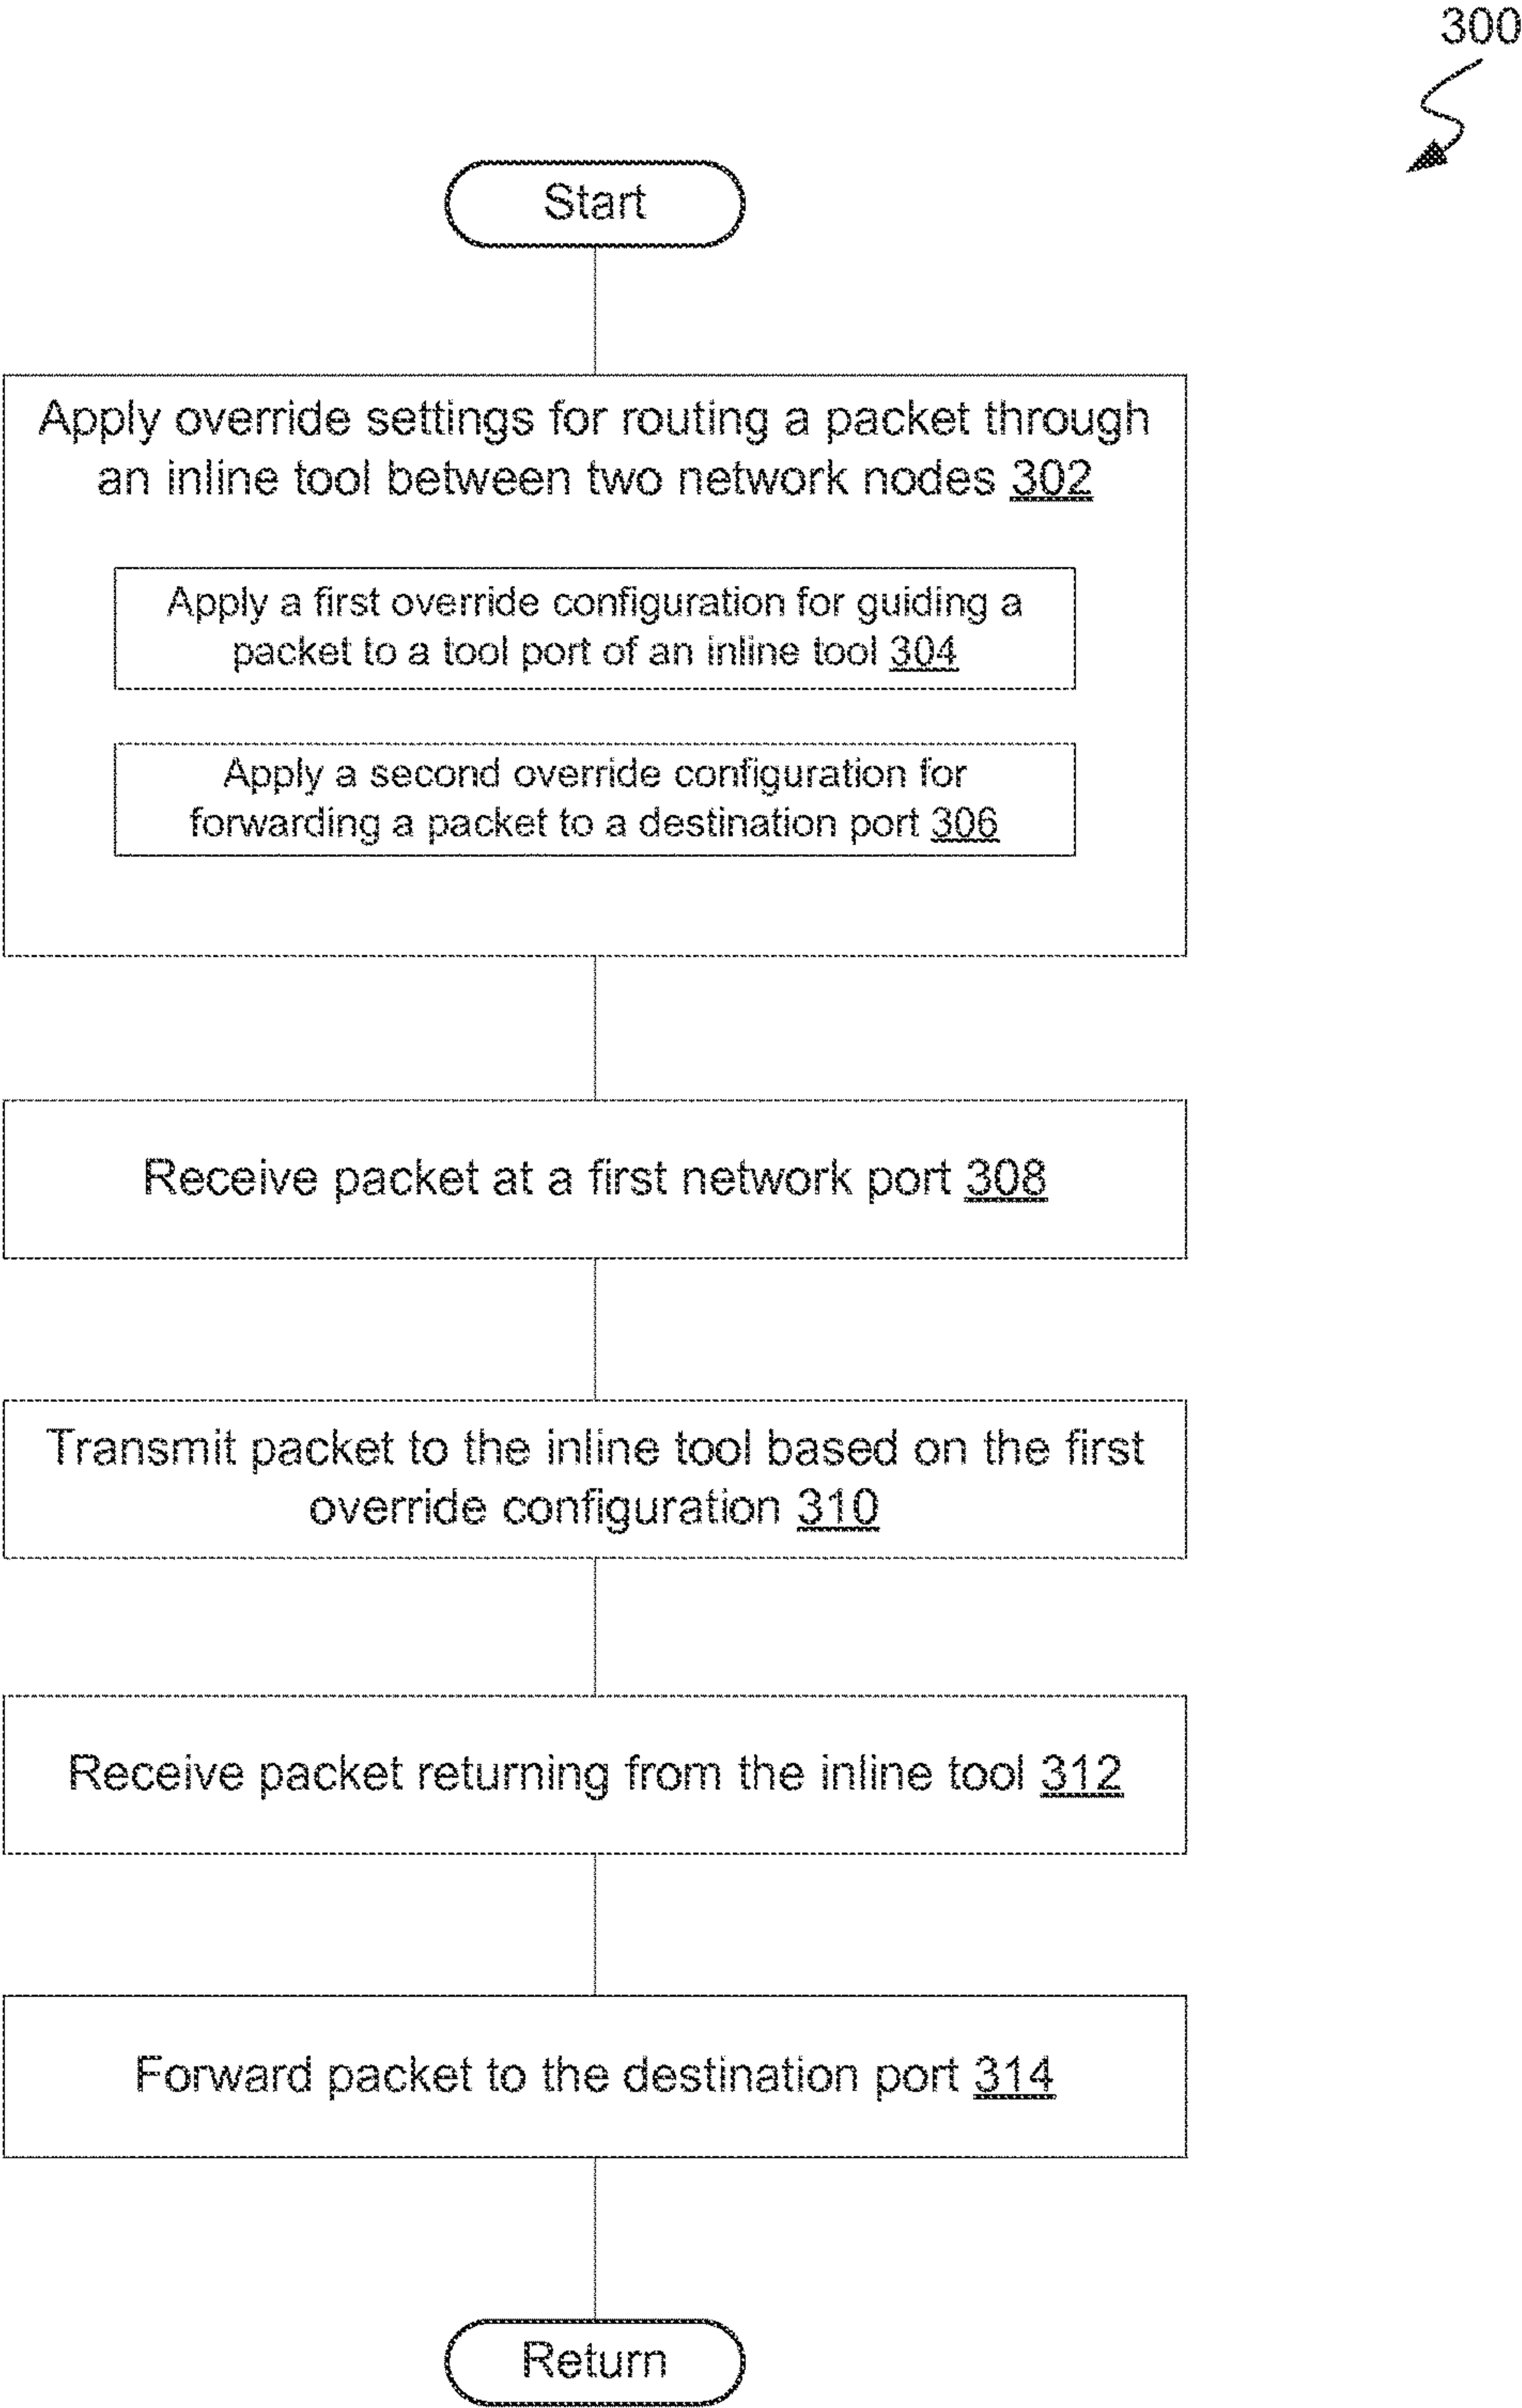 300
Start
Apply override settings for routing a packet through
an inline tool between two network nodes 302
Apply a first override configuration for guiding a
packet to a tool port of an inline tool 304
Apply a second override configuration for
forwarding a packet to a destination port 306
Receive packet at a first network port 308
Transmit packet to the inline tool based on the first
override configuration 310
Receive packet returning from the inline tool 312
Forward packet to the destination port 314
Return